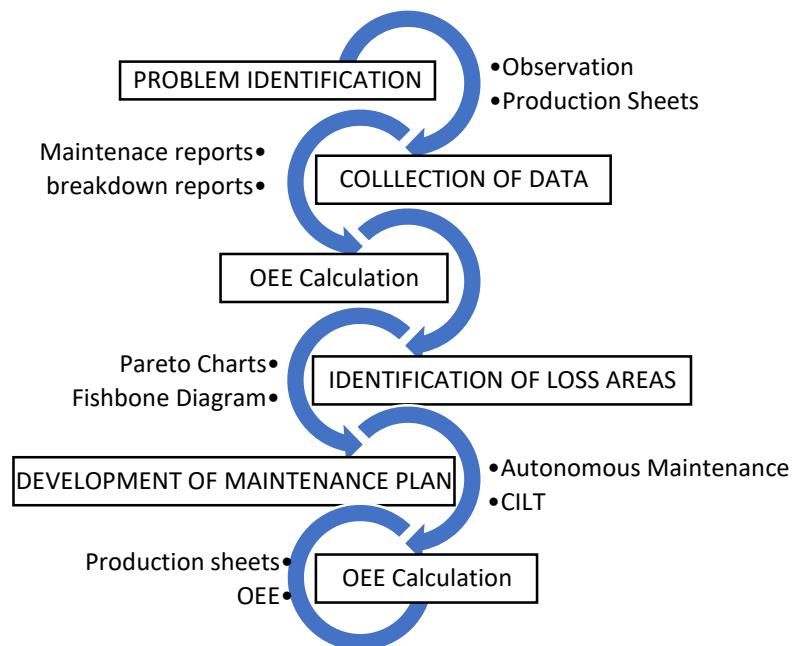 PROBLEM IDENTIFICATION
•Observation
•Production Sheets
Maintenace reports•
breakdown reports•
COLLLECTION OF DATA
OEE Calculation
Pareto Charts•
Fishbone Diagram•
IDENTIFICATION OF LOSS AREAS
DEVELOPMENT OF MAINTENANCE PLAN
•Autonomous Maintenance
•CILT
Production sheets•
OEE•
OEE Calculation